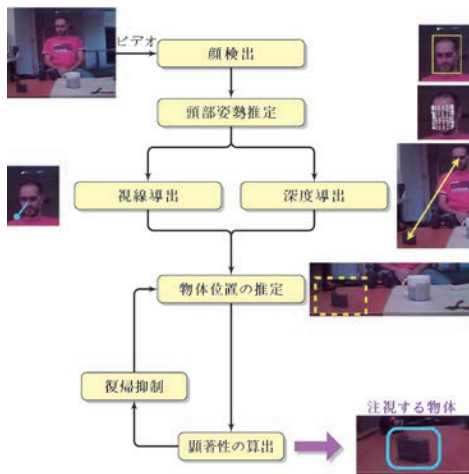 ビデオ
顔検出
頭部姿勢推定
視線導出
深度導出
物体位置の推定
復帰抑制
注視する物体
顕著性の算出